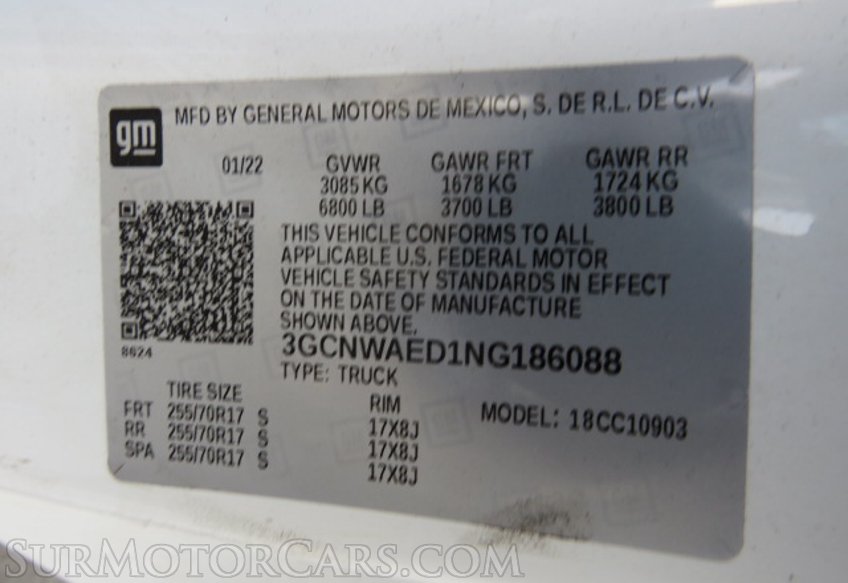 gm
MFD BY GENERAL MOTORS DE MEXICO, S. DE R.L. DE C.V.
01/22 GVWR GAWR FRT GAWR RR
3085 KG 1678 KG 1724 KG
6800 LB 3700 LB 3800 LB
THIS VEHICLE CONFORMS TO ALL
APPLICABLE U.S. FEDERAL MOTOR
VEHICLE SAFETY STANDARDS IN EFFECT
ON THE DATE OF MANUFACTURE
SHOWN ABOVE.
8624
3GCNWAED1NG186088
TYPE: TRUCK
TIRE SIZE RIM MODEL: 18CC10903
FRT 255/70R17 S 17X8J
RR 255/70R17 S 17X8J
SPA 255/70R17 S 17X8J
SURMOTORCARS.COM